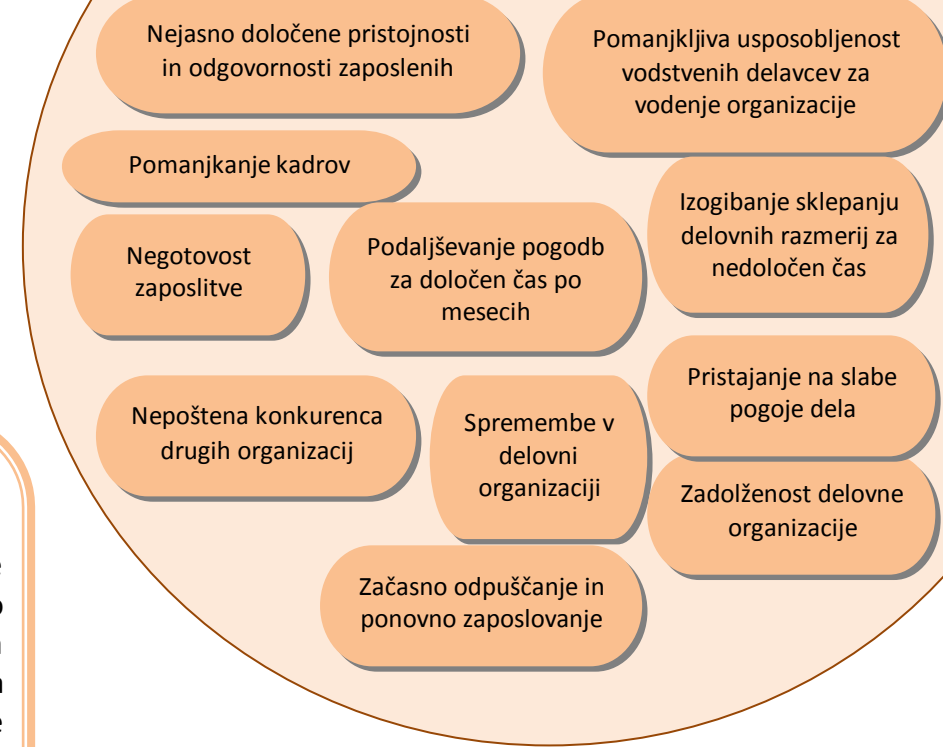 Nejasno določene pristojnosti
in odgovornosti zaposlenih
Pomanjkljiva usposobljenost
vodstvenih delavcev za
vodenje organizacije
Pomanjkanje kadrov
Izogibanje sklepanju
delovnih razmerij za
nedoločen čas
Negotovost
zaposlitve
Podaljševanje pogodb
za določen čas po
mesecih
Pristajanje na slabe
pogoje dela
Nepoštena konkurenca
drugih organizacij
Spremembe v
delovni
organizaciji
Zadolženost delovne
organizacije
Začasno odpuščanje in
ponovno zaposlovanje